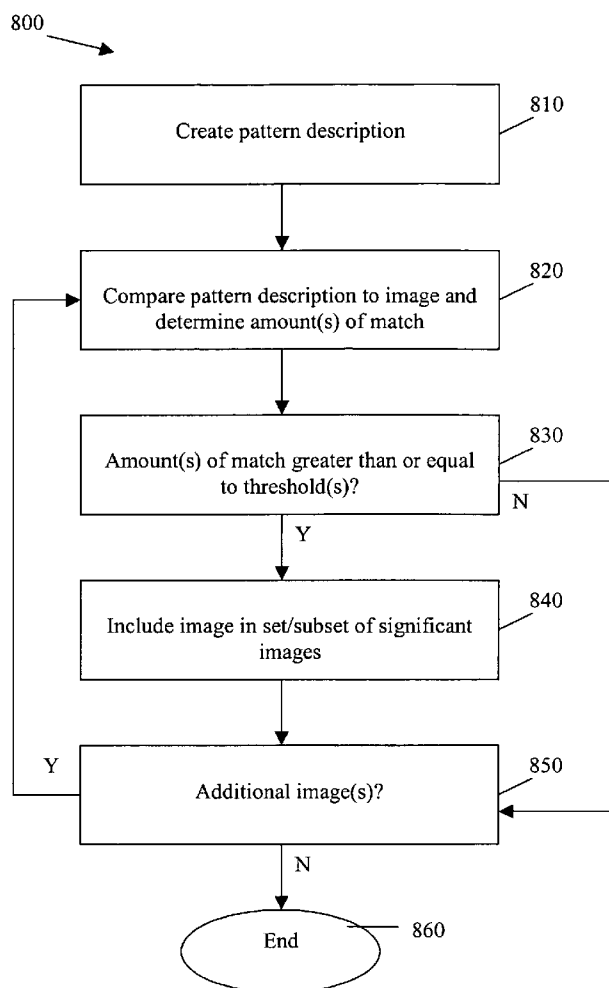 800
810
Create pattern description
820
Compare pattern description to image and
determine amount(s) of match
830
Amount(s) of match greater than or equal
to threshold(s)?
N
Y
840
Include image in set/subset of significant
images
Y
850
Additional image(s)?
N
860
End